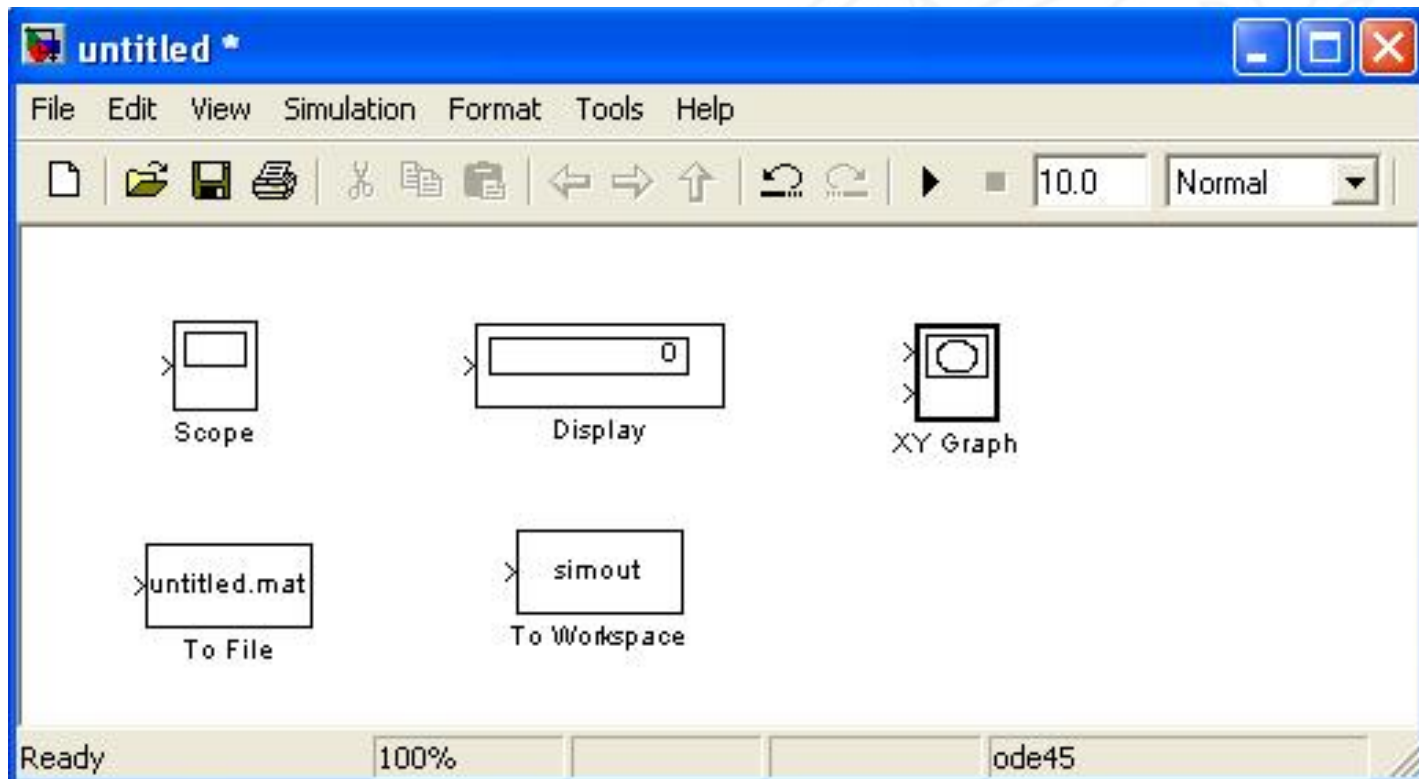 untitled *
File Edit View Simulation Format Tools Help
10.0 Normal
0
Scope Display XY Graph
untitled.mat simout
To File To Workspace
Ready 100% ode45